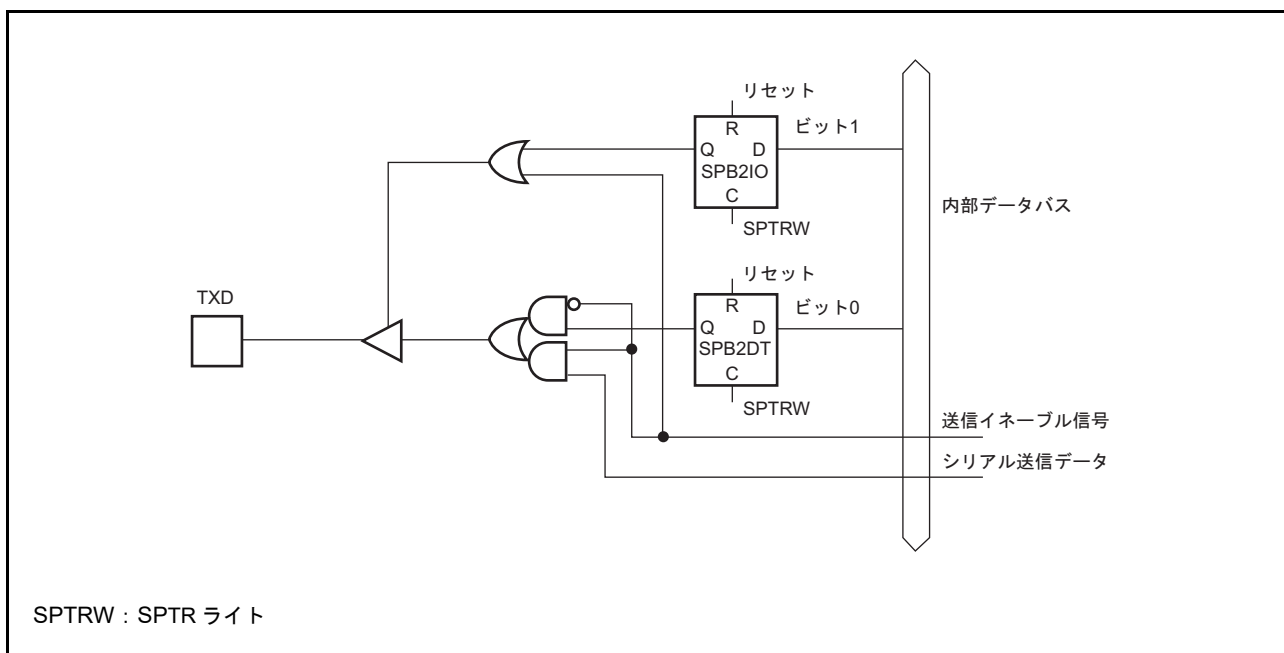 リセット
R
ビット1
Q D
SPB2IO
C
SPTRW
内部データバス
リセット
TXD
R
ビット0
Q D
SPB2DT
C
SPTRW
送信イネーブル信号
シリアル送信データ
SPTRW：SPTR ライト